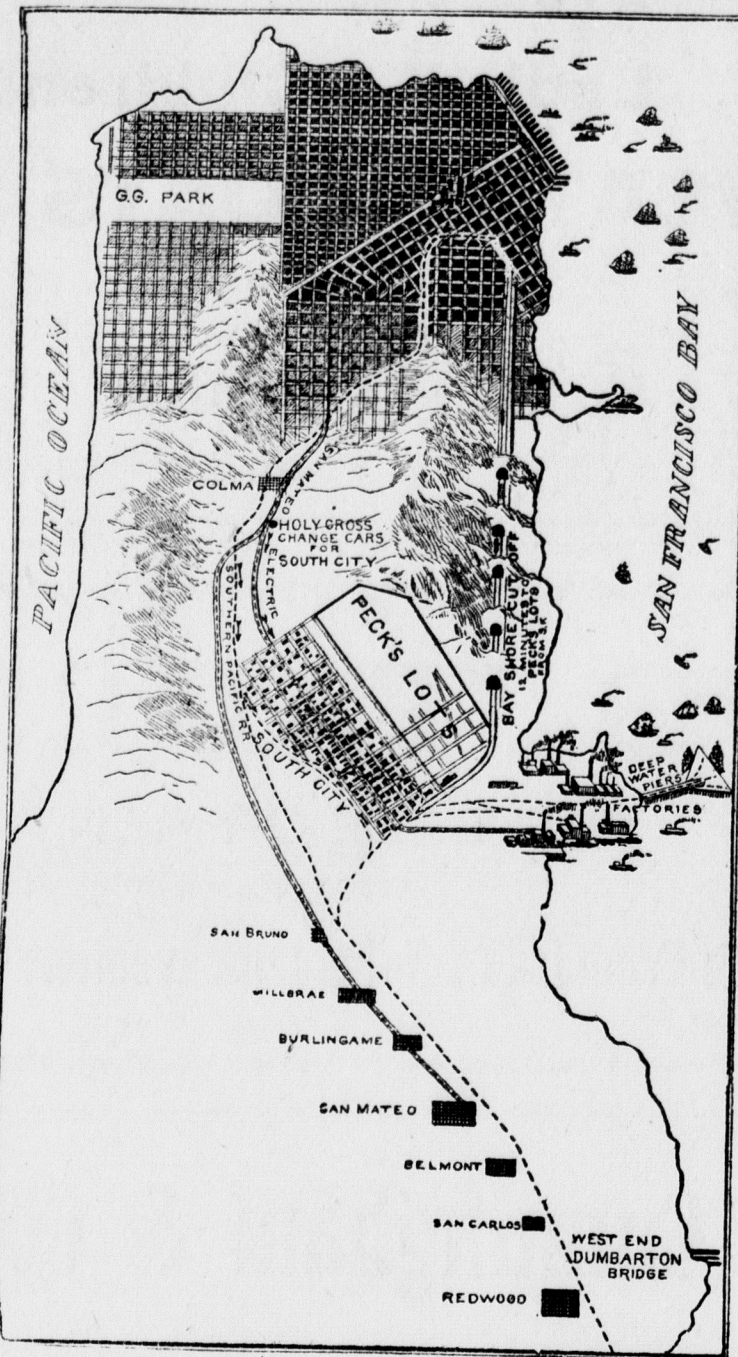 G.G. PARK
PACIFIC OCEAN
SAN FRANCISCO BAY
COLMA
SAN MATEO
ELECTRIC
HOLY CROSS
CHANGE CARS
FOR
SOUTH CITY
SOUTHERN PACIFIC RR
PECK'S LOTS
SOUTH CITY
BAY SHORE CUT OFF
12 MINUTES TO
PECK'S LOTS
FROM S.F.
DEEP
WATER
PIERS
FACTORIES
SAN BRUNO
MILLBRAE
BURLINGAME
SAN MATEO
BELMONT
SAN CARLOS
WEST END
DUMBARTON
BRIDGE
REDWOOD